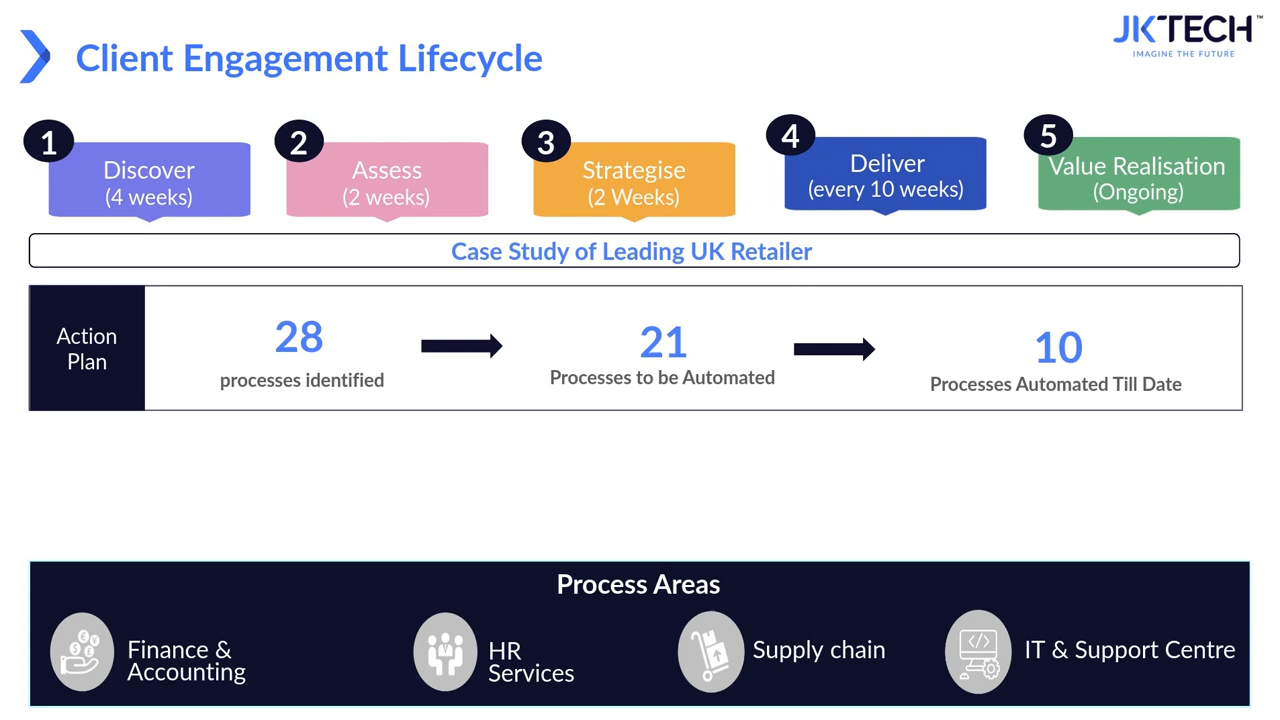 JKTECH™
IMAGINE THE FUTURE
Client Engagement Lifecycle
1
Discover
(4 weeks)
2
Assess
(2 weeks)
3
Strategise
(2 Weeks)
4
Deliver
(every 10 weeks)
5
Value Realisation
(Ongoing)
Case Study of Leading UK Retailer
Action
Plan
28
processes identified
21
Processes to be Automated
10
Processes Automated Till Date
Process Areas
Finance &
Accounting
HR
Services
Supply chain
IT & Support Centre